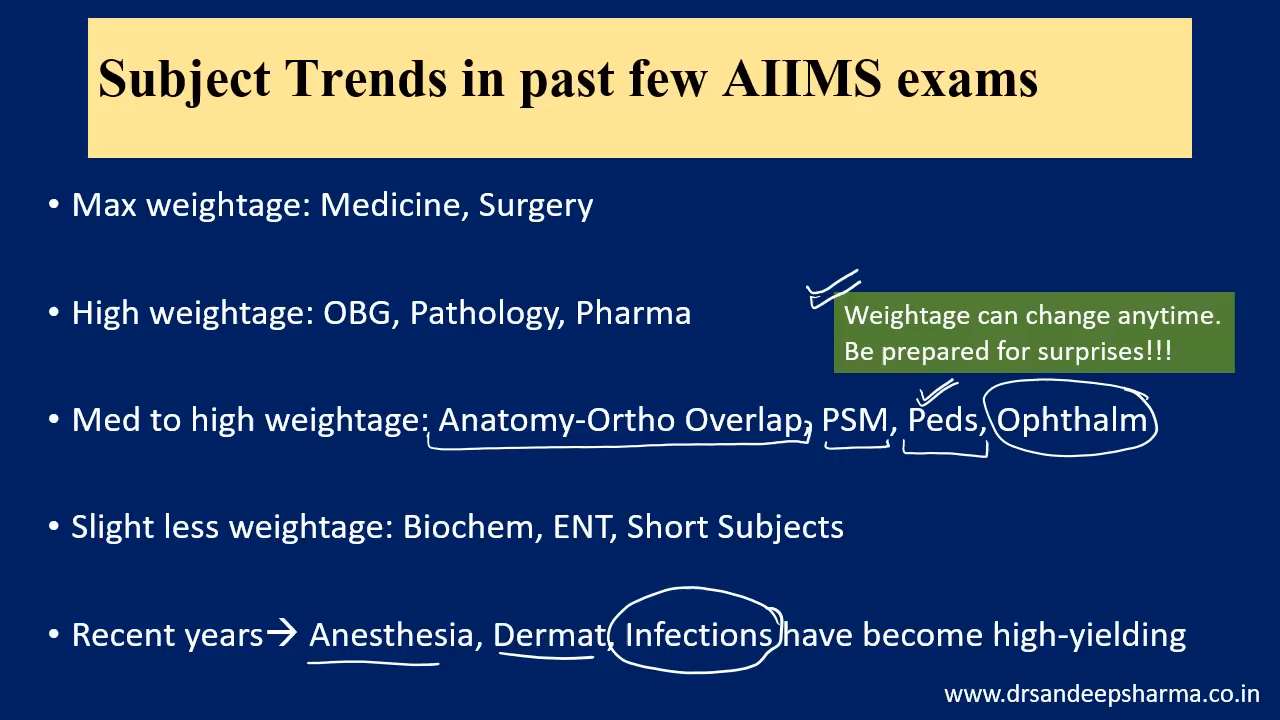 Subject Trends in past few AIIMS exams
• Max weightage: Medicine, Surgery
• High weightage: OBG, Pathology, Pharma
Weightage can change anytime.
Be prepared for surprises!!!
• Med to high weightage: Anatomy-Ortho Overlap, PSM, Peds, Ophthalm
• Slight less weightage: Biochem, ENT, Short Subjects
• Recent years→ Anesthesia, Dermat, Infections have become high-yielding
www.drsandeepsharma.co.in